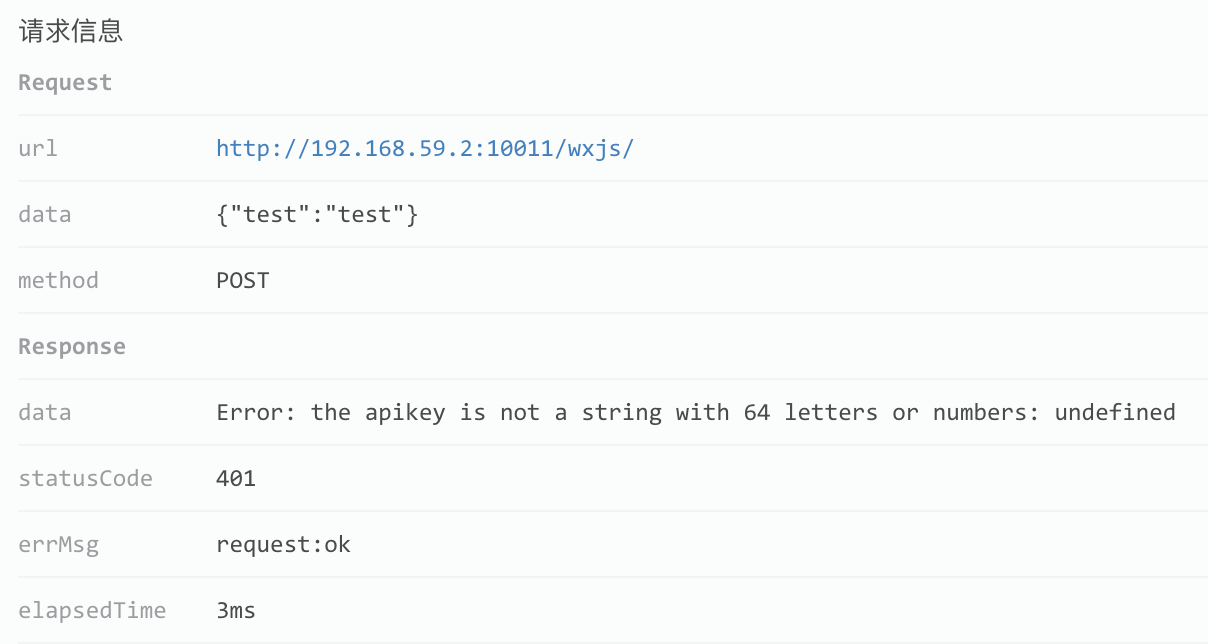 请求信息
Request
url http://192.168.59.2:10011/wxjs/
data {"test":"test"}
method POST
Response
data Error: the apikey is not a string with 64 letters or numbers: undefined
statusCode 401
errMsg request:ok
elapsedTime 3ms